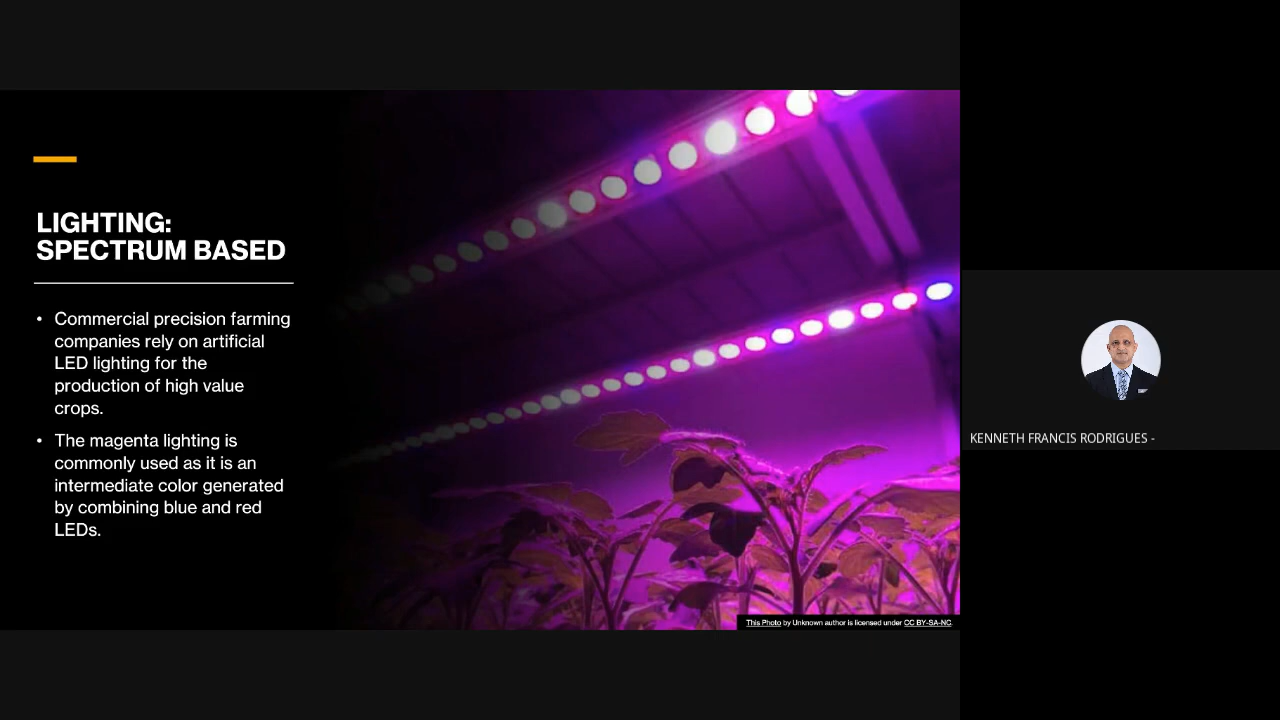 LIGHTING:
SPECTRUM BASED
• Commercial precision farming
companies rely on artificial
LED lighting for the
production of high value
crops.
• The magenta lighting is
commonly used as it is an
intermediate color generated
by combining blue and red
LEDs.
This Photo by Unknown author is licensed under CC BY-SA-NC.
KENNETH FRANCIS RODRIGUES -